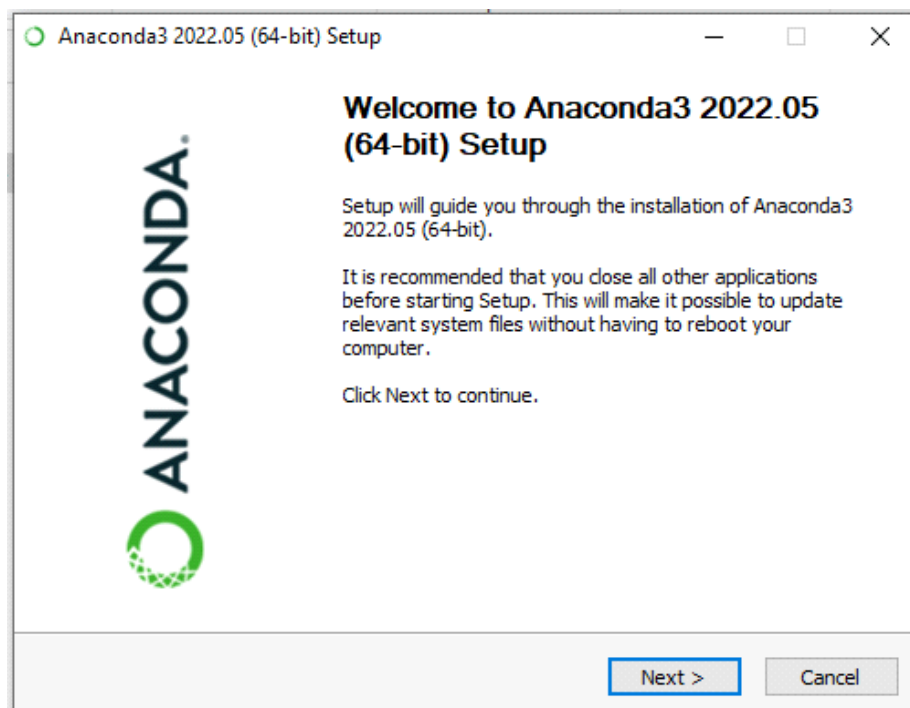 Anaconda3 2022.05 (64-bit) Setup
Welcome to Anaconda3 2022.05
(64-bit) Setup
Setup will guide you through the installation of Anaconda3
2022.05 (64-bit).
It is recommended that you close all other applications
before starting Setup. This will make it possible to update
relevant system files without having to reboot your
computer.
Click Next to continue.
ANACONDA.
Next >
Cancel